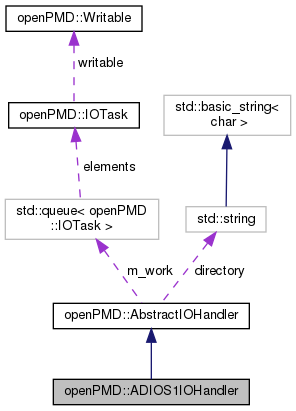 openPMD::Writable
writable
openPMD::IOTask
std::basic_string<
char >
elements
std::queue< openPMD
::IOTask >
std::string
m_work
directory
openPMD::AbstractIOHandler
openPMD::ADIOS1IOHandler